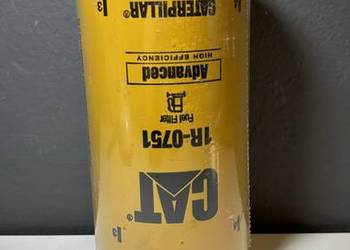 CAT®
1R-0751
Fuel Filter
Advanced
HIGH EFFICIENCY
CATERPILLAR®